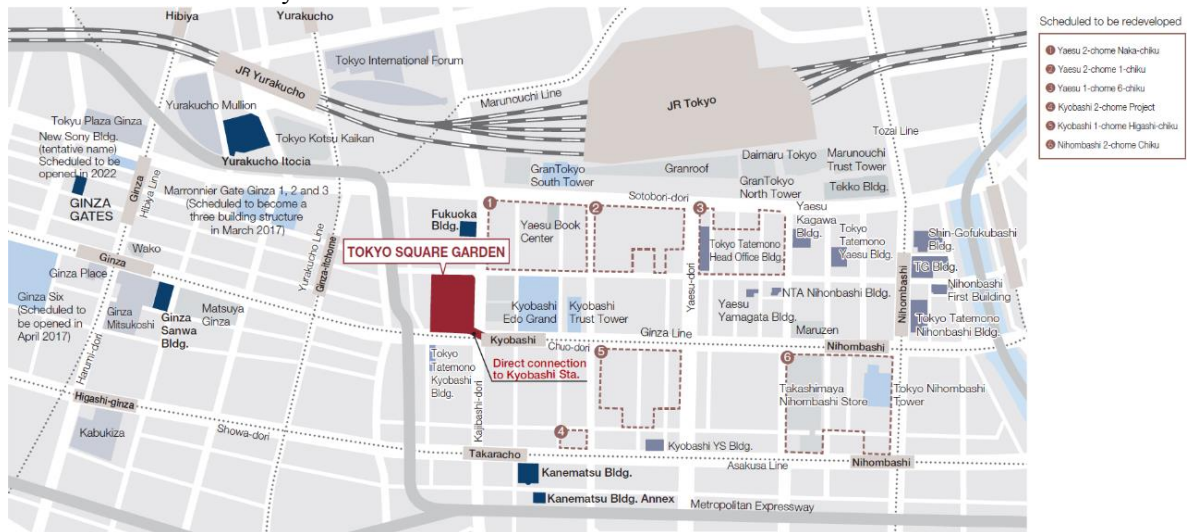 Hibiya
Yurakucho
JR Yurakucho
Tokyo International Forum
Marunouchi Line
JR Tokyo
Tozai Line
Yurakucho Mullion
Tokyo Kotsu Kaikan
Yurakucho Itocia
Tokyu Plaza Ginza
New Sony Bldg.
(tentative name)
Scheduled to be
opened in 2022
GINZA
GATES
Ginza
Hibiya Line
Marronnier Gate Ginza 1, 2 and 3
(Scheduled to become a
three building structure
in March 2017)
Yurakucho Line
Ginza-itchome
GranTokyo
South Tower
Granroof
Daimaru Tokyo
GranTokyo
North Tower
Marunouchi
Trust Tower
Tekko Bldg.
Sotobori-dori
Fukuoka
Bldg.
1
Yaesu Book
Center
2
3
Tokyo Tatemono
Head Office Bldg.
Yaesu
Kagawa
Bldg.
Tokyo
Tatemono
Yaesu Bldg.
Shin-Gofukubashi
Bldg.
TG Bldg.
Nihonbashi
First Building
Tokyo Tatemono
Nihonbashi Bldg.
Nihombashi
TOKYO SQUARE GARDEN
Wako
Ginza
Ginza Place
Ginza Six
(Scheduled to
be opened in
April 2017)
Ginza
Mitsukoshi
Ginza
Sanwa
Bldg.
Matsuya
Ginza
Harumi-dori
Kyobashi
Edo Grand
Kyobashi
Trust Tower
Yaesu-dori
Yaesu
Yamagata Bldg.
NTA Nihonbashi Bldg.
Maruzen
Ginza Line
Kyobashi
Chuo-dori
Nihombashi
Direct connection
to Kyobashi Sta.
Tokyo
Tatemono
Kyobashi
Bldg.
Kajibashi-dori
5
6
Takashimaya
Nihombashi Store
Tokyo Nihombashi
Tower
Higashi-ginza
Kabukiza
Showa-dori
4
Kyobashi YS Bldg.
Takaracho
Asakusa Line
Nihombashi
Kanematsu Bldg.
Kanematsu Bldg. Annex
Metropolitan Expressway
Scheduled to be redeveloped
1 Yaesu 2-chome Naka-chiku
2 Yaesu 2-chome 1-chiku
3 Yaesu 1-chome 6-chiku
4 Kyobashi 2-chome Project
5 Kyobashi 1-chome Higashi-chiku
6 Nihombashi 2-chome Chiku